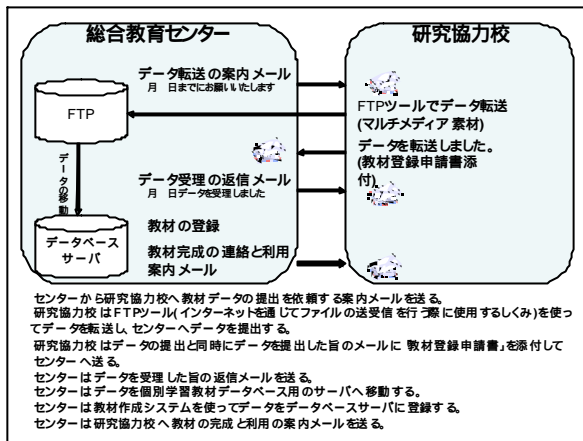 総合教育センター
研究協力校
データ転送の案内メール
月　日までにお願いいたします
FTP
FTPツールでデータ転送
(マルチメディア素材)
データを転送しました。
(教材登録申請書添
付)
データの移動
データ受理の返信メール
月　日データを受理しました
データベース
サーバ
教材の登録
教材完成の連絡と利用
案内メール
センターから研究協力校へ教材データの提出を依頼する案内メールを送る。
研究協力校はFTPツール(インターネットを通じてファイルの送受信を行う際に使用するしくみ)を使っ
てデータを転送し、センターへデータを提出する。
研究協力校はデータの提出と同時にデータを提出した旨のメールに「教材登録申請書」を添付して
センターへ送る。
センターはデータを受理した旨の返信メールを送る。
センターはデータを個別学習教材データベース用のサーバへ移動する。
センターは教材作成システムを使ってデータをデータベースサーバに登録する。
センターは研究協力校へ教材の完成と利用の案内メールを送る。